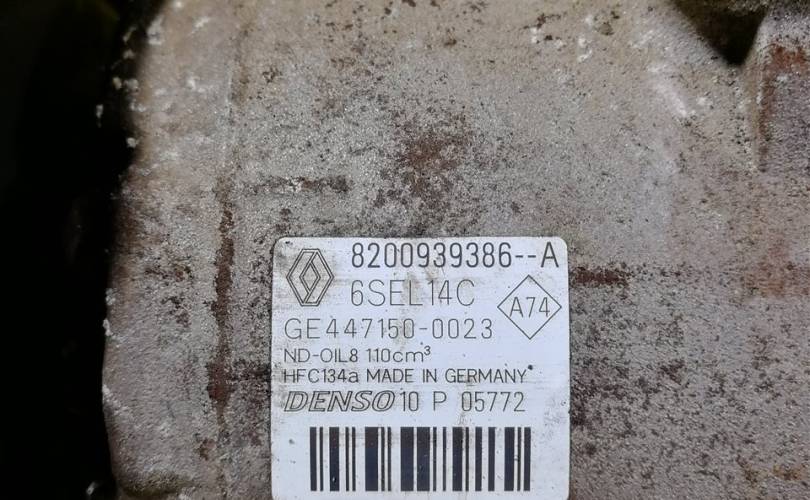 8200939386--A
6SEL14C
A74
GE447150-0023
ND-OIL8 110cm³
HFC134a MADE IN GERMANY*
DENSO 10 P 05772